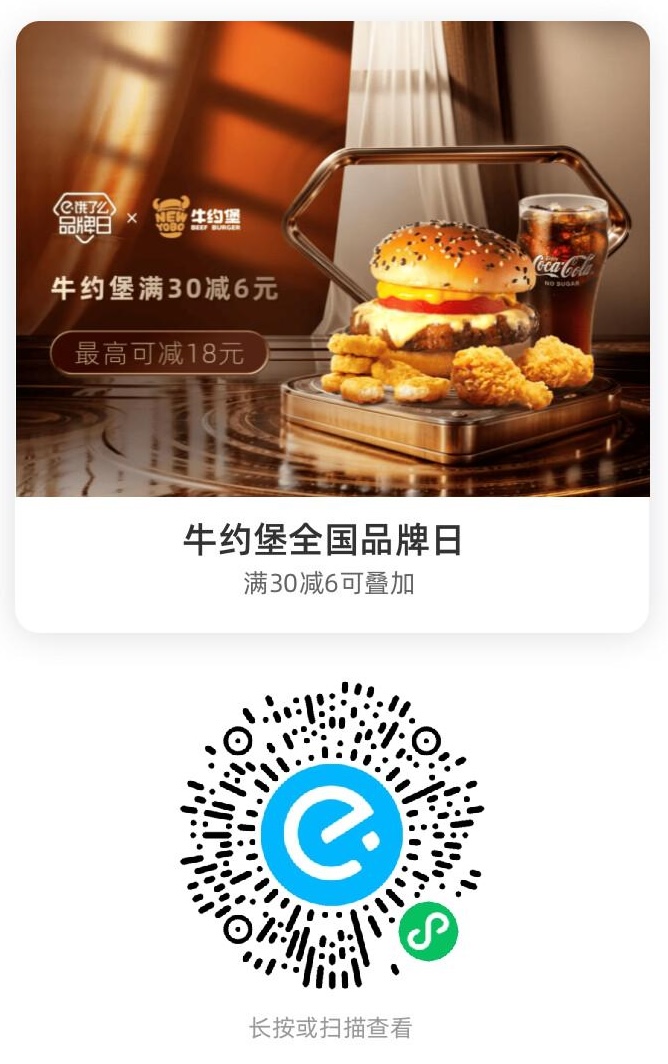 饿了么
品牌日
×
NEW
YOBO
牛约堡
BEEF BURGER
牛约堡满30减6元
最高可减18元
Coca-Cola
NO SUGAR
牛约堡全国品牌日
满30减6可叠加
长按或扫描查看